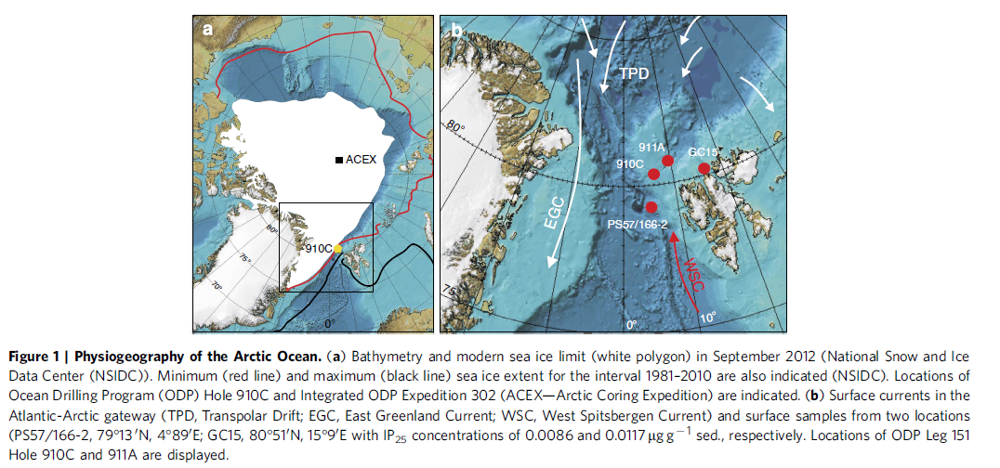 a
ACEX
80°
910C
75°
70°
0°
b
TPD
80°
911A
GC15
910C
EGC
PS57/166-2
WSC
75°
0°
10°
Figure 1 | Physiogeography of the Arctic Ocean. (a) Bathymetry and modern sea ice limit (white polygon) in September 2012 (National Snow and Ice
Data Center (NSIDC)). Minimum (red line) and maximum (black line) sea ice extent for the interval 1981–2010 are also indicated (NSIDC). Locations of
Ocean Drilling Program (ODP) Hole 910C and Integrated ODP Expedition 302 (ACEX—Arctic Coring Expedition) are indicated. (b) Surface currents in the
Atlantic-Arctic gateway (TPD, Transpolar Drift; EGC, East Greenland Current; WSC, West Spitsbergen Current) and surface samples from two locations
(PS57/166-2, 79°13′N, 4°89′E; GC15, 80°51′N, 15°9′E with IP₂₅ concentrations of 0.0086 and 0.0117 μg g⁻¹ sed., respectively. Locations of ODP Leg 151
Hole 910C and 911A are displayed.